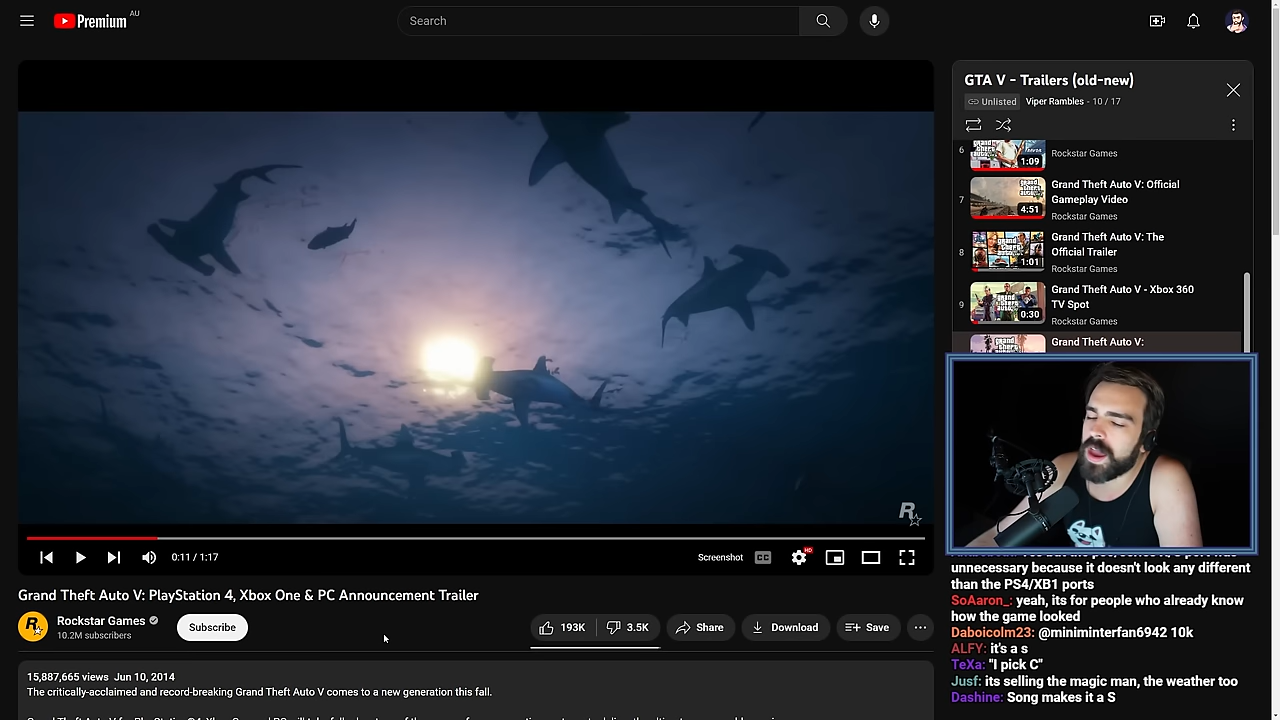 Premium AU
Search
GTA V - Trailers (old-new)
Unlisted Viper Rambles - 10 / 17
6
1:09
Rockstar Games
7
4:51
Grand Theft Auto V: Official
Gameplay Video
Rockstar Games
8
1:01
Grand Theft Auto V: The
Official Trailer
Rockstar Games
9
0:30
Grand Theft Auto V - Xbox 360
TV Spot
Rockstar Games
Grand Theft Auto V:
0:11 / 1:17
Screenshot
CC
HD
Grand Theft Auto V: PlayStation 4, Xbox One & PC Announcement Trailer
Rockstar Games
10.2M subscribers
Subscribe
193K
3.5K
Share
Download
Save
15,887,665 views Jun 10, 2014
The critically-acclaimed and record-breaking Grand Theft Auto V comes to a new generation this fall.
unnecessary because it doesn't look any different
than the PS4/XB1 ports
SoAaron_: yeah, its for people who already know
how the game looked
Daboicolm23: @miniminterfan6942 10k
ALFY: it's a s
TeXa: "I pick C"
Jusf: its selling the magic man, the weather too
Dashine: Song makes it a S